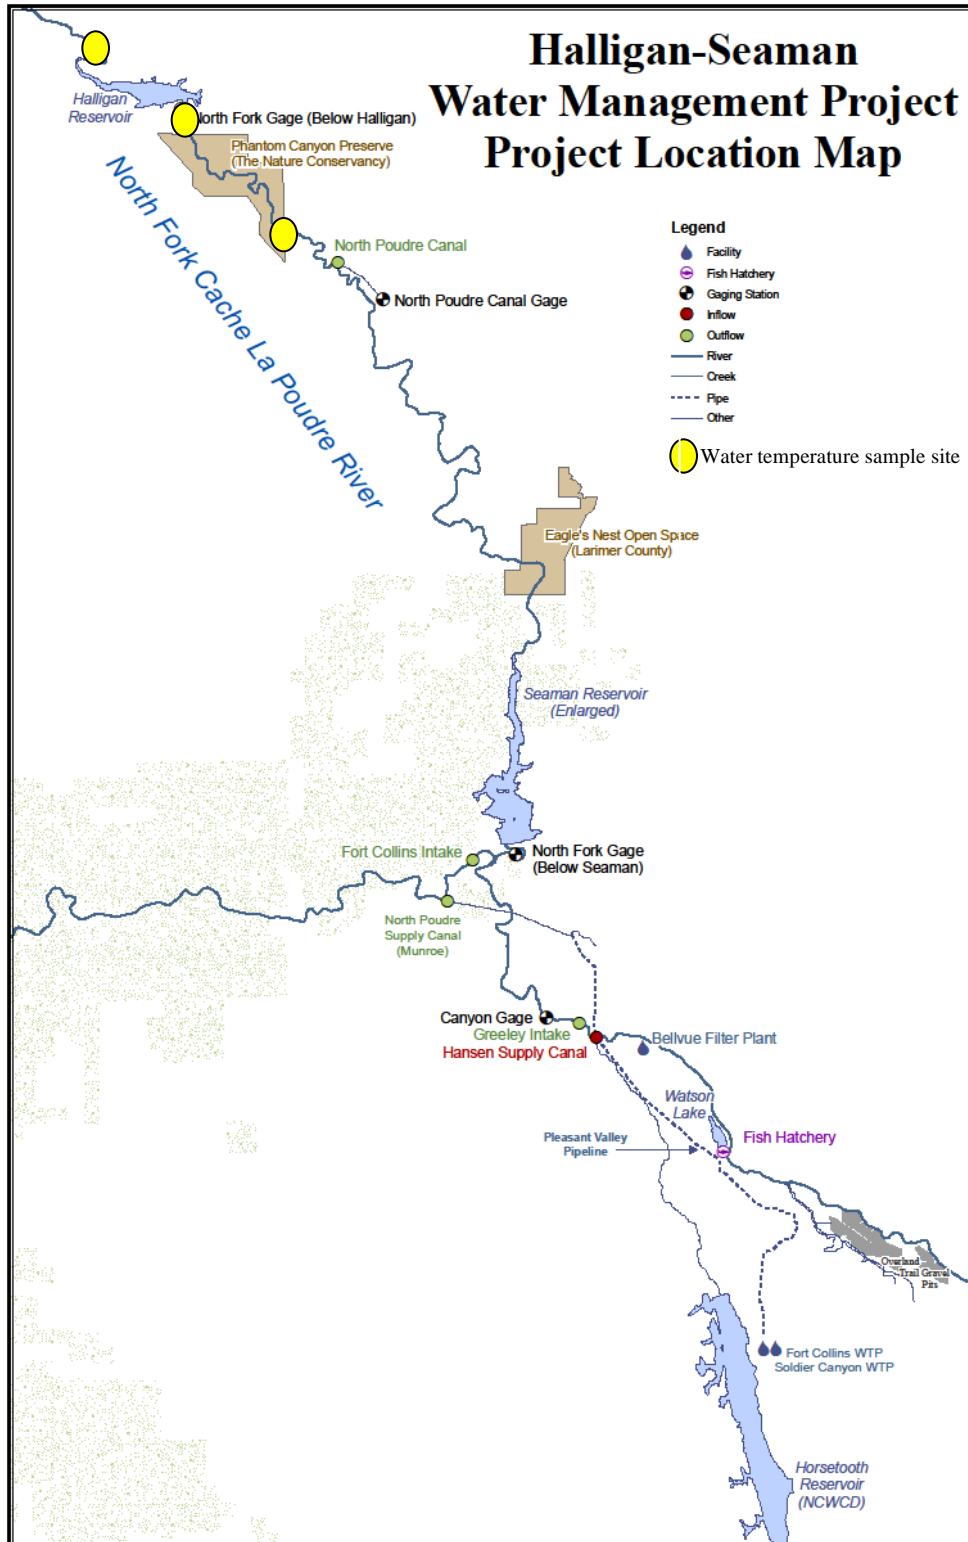 Halligan-Seaman
Water Management Project
Project Location Map
Halligan
Reservoir
North Fork Gage (Below Halligan)
Phantom Canyon Preserve
(The Nature Conservancy)
North Fork Cache La Poudre River
North Poudre Canal
North Poudre Canal Gage
Legend
Facility
Fish Hatchery
Gaging Station
Inflow
Outflow
River
Creek
Pipe
Other
Water temperature sample site
Eagle's Nest Open Space
(Larimer County)
Seaman Reservoir
(Enlarged)
Fort Collins Intake
North Fork Gage
(Below Seaman)
North Poudre
Supply Canal
(Munroe)
Canyon Gage
Greeley Intake
Hansen Supply Canal
Bellvue Filter Plant
Watson
Lake
Pleasant Valley
Pipeline
Fish Hatchery
Overland
Trail Gravel
Pits
Fort Collins WTP
Soldier Canyon WTP
Horsetooth
Reservoir
(NCWCD)